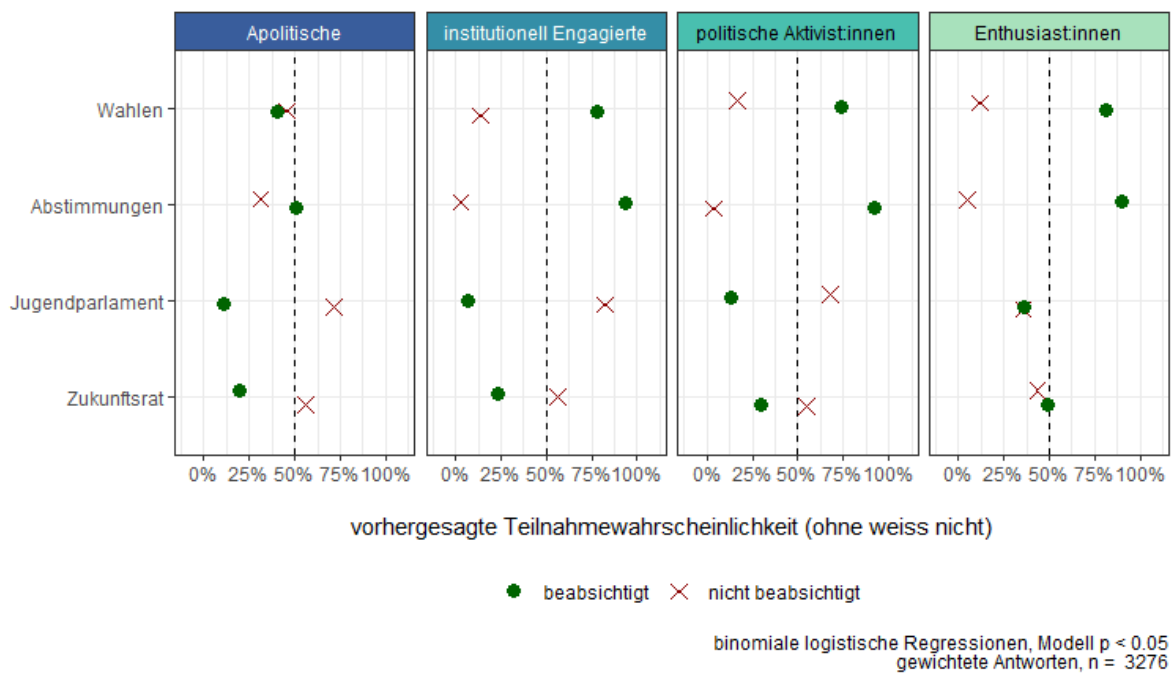 Apolitische
institutionell Engagierte
politische Aktivist:innen
Enthusiast:innen
Wahlen
Abstimmungen
Jugendparlament
Zukunftsrat
0% 25% 50% 75% 100%
0% 25% 50% 75% 100%
0% 25% 50% 75% 100%
0% 25% 50% 75% 100%
vorhergesagte Teilnahmewahrscheinlichkeit (ohne weiss nicht)
beabsichtigt
nicht beabsichtigt
binomiale logistische Regressionen, Modell p < 0.05
gewichtete Antworten, n = 3276